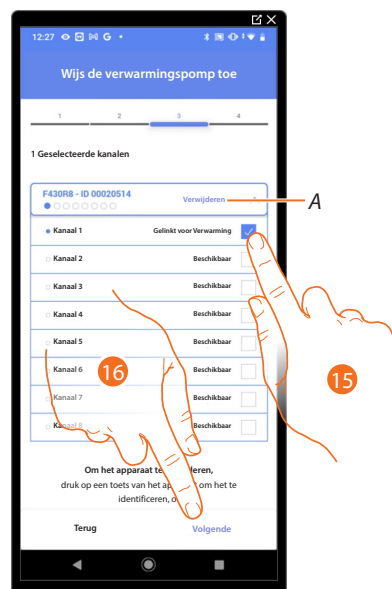 12:27 G
Wijs de verwarmingspomp toe
1 2 3 4
1 Geselecteerde kanalen
F430R8 - ID 00020514
Verwijderen
A
Kanaal 1 Gelinkt voor Verwarming
Kanaal 2 Beschikbaar
Kanaal 3 Beschikbaar
Kanaal 4 Beschikbaar
Kanaal 5 Beschikbaar
Kanaal 6 Beschikbaar
Kanaal 7 Beschikbaar
Kanaal 8 Beschikbaar
16
15
Om het apparaat te
druk op een toets van het om het te
identificeren,
Terug Volgende